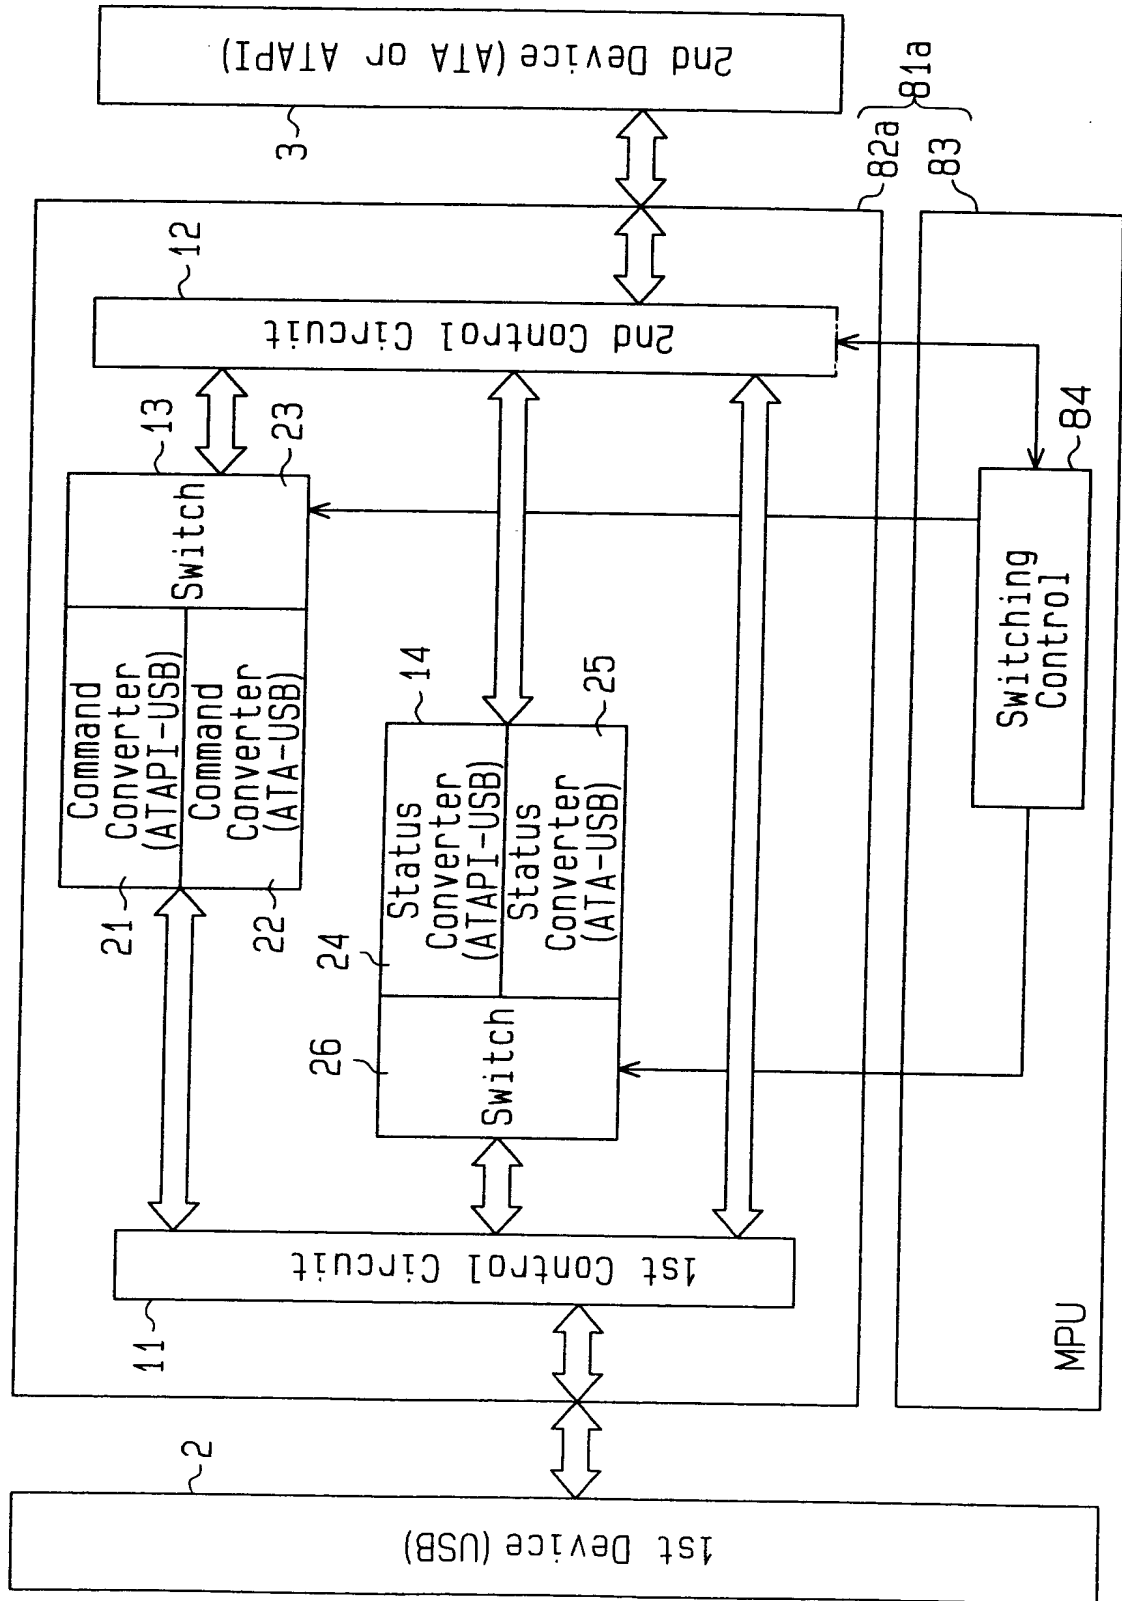 2nd Device (ATA or ATAPI)
3
81a
82a
83
12
2nd Control Circuit
13
23
Switch
Command
Converter
(ATAPI-USB)
Command
Converter
(ATA-USB)
21
22
14
25
Status
Converter
(ATAPI-USB)
Status
Converter
(ATA-USB)
24
26
Switch
84
Switching
Control
1st Control Circuit
11
MPU
2
1st Device (USB)